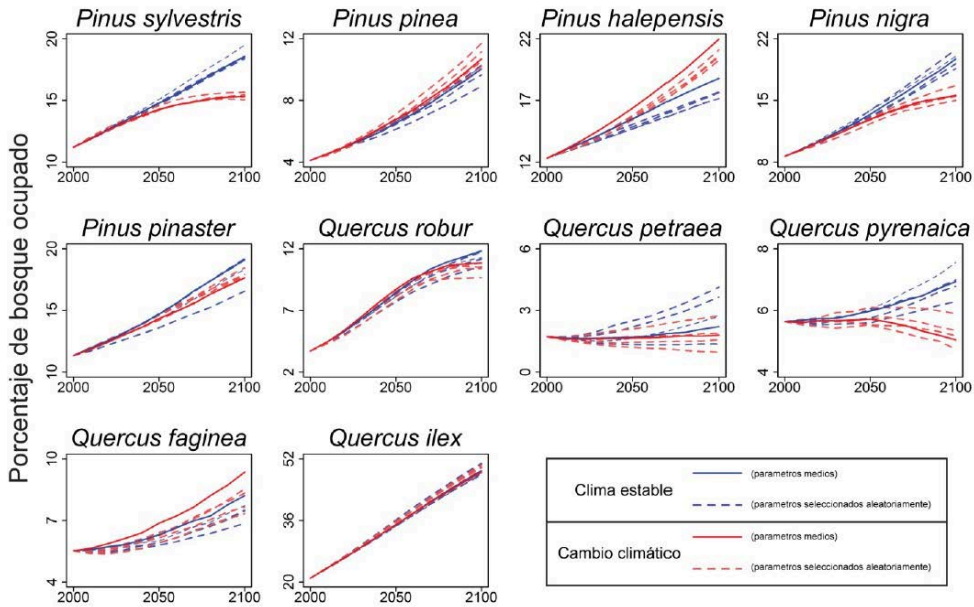 Porcentaje de bosque ocupado
Pinus sylvestris
20
15
10
2000 2050 2100
Pinus pinea
12
8
4
2000 2050 2100
Pinus halepensis
22
17
12
2000 2050 2100
Pinus nigra
22
15
8
2000 2050 2100
Pinus pinaster
20
15
10
2000 2050 2100
Quercus robur
12
7
2
2000 2050 2100
Quercus petraea
6
3
0
2000 2050 2100
Quercus pyrenaica
8
6
4
2000 2050 2100
Quercus faginea
10
7
4
2000 2050 2100
Quercus ilex
52
36
20
2000 2050 2100
Clima estable
(parametros medios)
(parametros seleccionados aleatoriamente)
Cambio climático
(parametros medios)
(parametros seleccionados aleatoriamente)